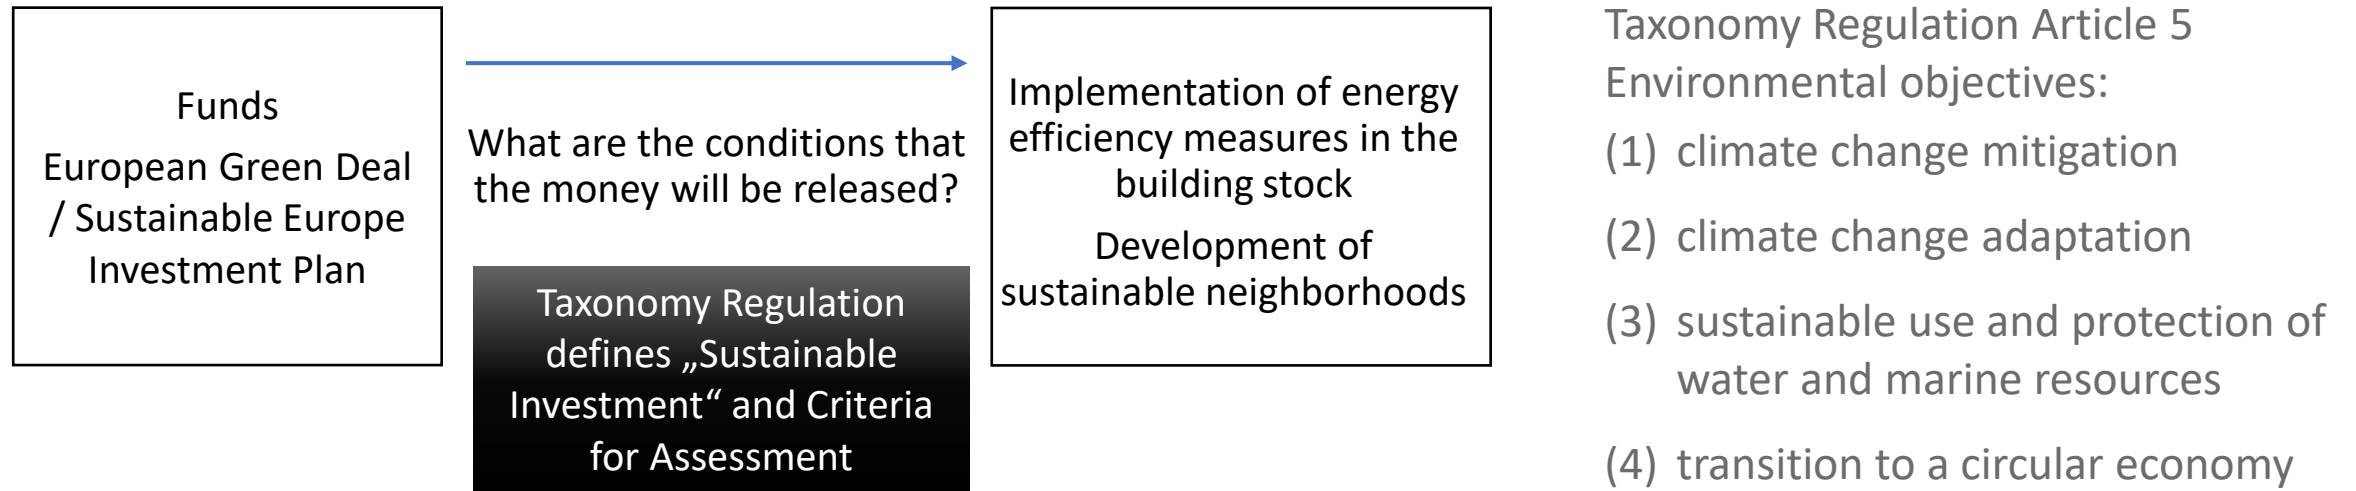 Funds
European Green Deal
/ Sustainable Europe
Investment Plan
What are the conditions that
the money will be released?
Taxonomy Regulation
defines „Sustainable
Investment“ and Criteria
for Assessment
Implementation of energy
efficiency measures in the
building stock
Development of
sustainable neighborhoods
Taxonomy Regulation Article 5
Environmental objectives:
(1) climate change mitigation
(2) climate change adaptation
(3) sustainable use and protection of
water and marine resources
(4) transition to a circular economy